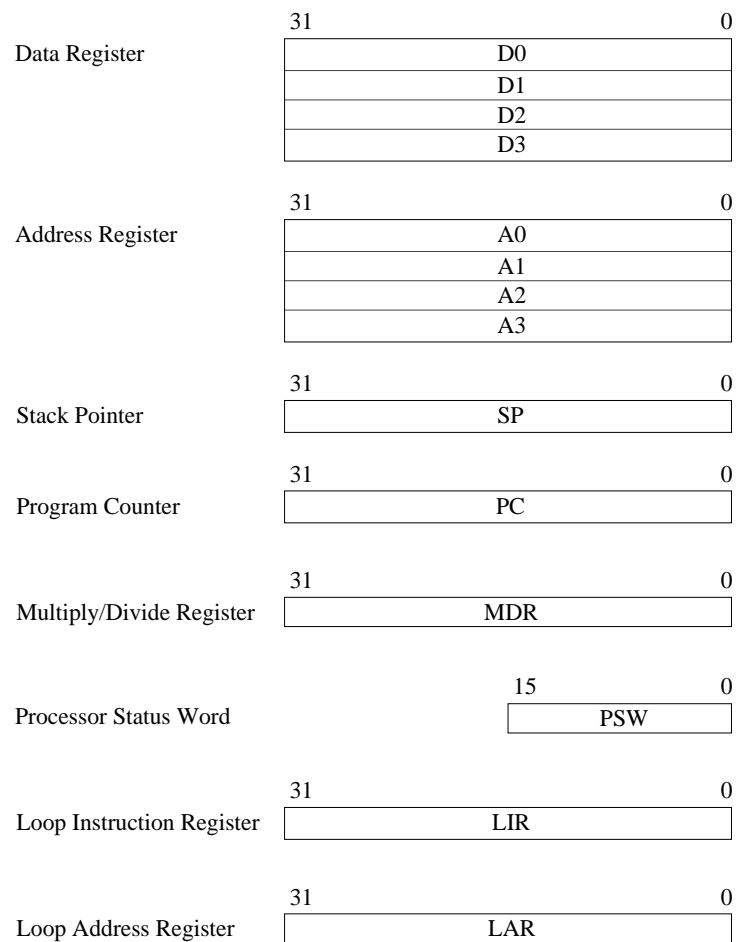 31 0
Data Register D0
D1
D2
D3
31 0
Address Register A0
A1
A2
A3
31 0
Stack Pointer SP
31 0
Program Counter PC
31 0
Multiply/Divide Register MDR
15 0
Processor Status Word PSW
31 0
Loop Instruction Register LIR
31 0
Loop Address Register LAR